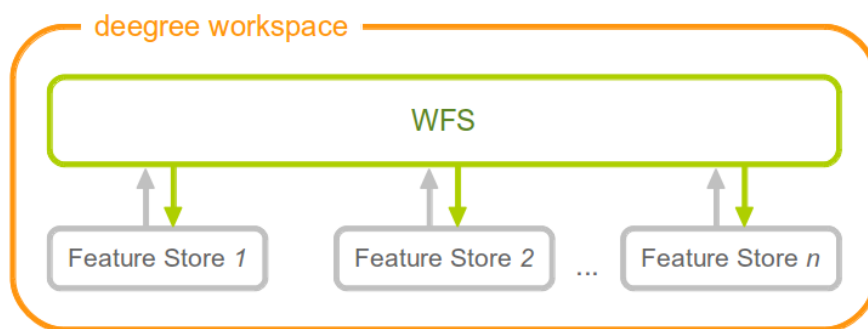 deegree workspace
WFS
Feature Store 1
Feature Store 2
...
Feature Store n